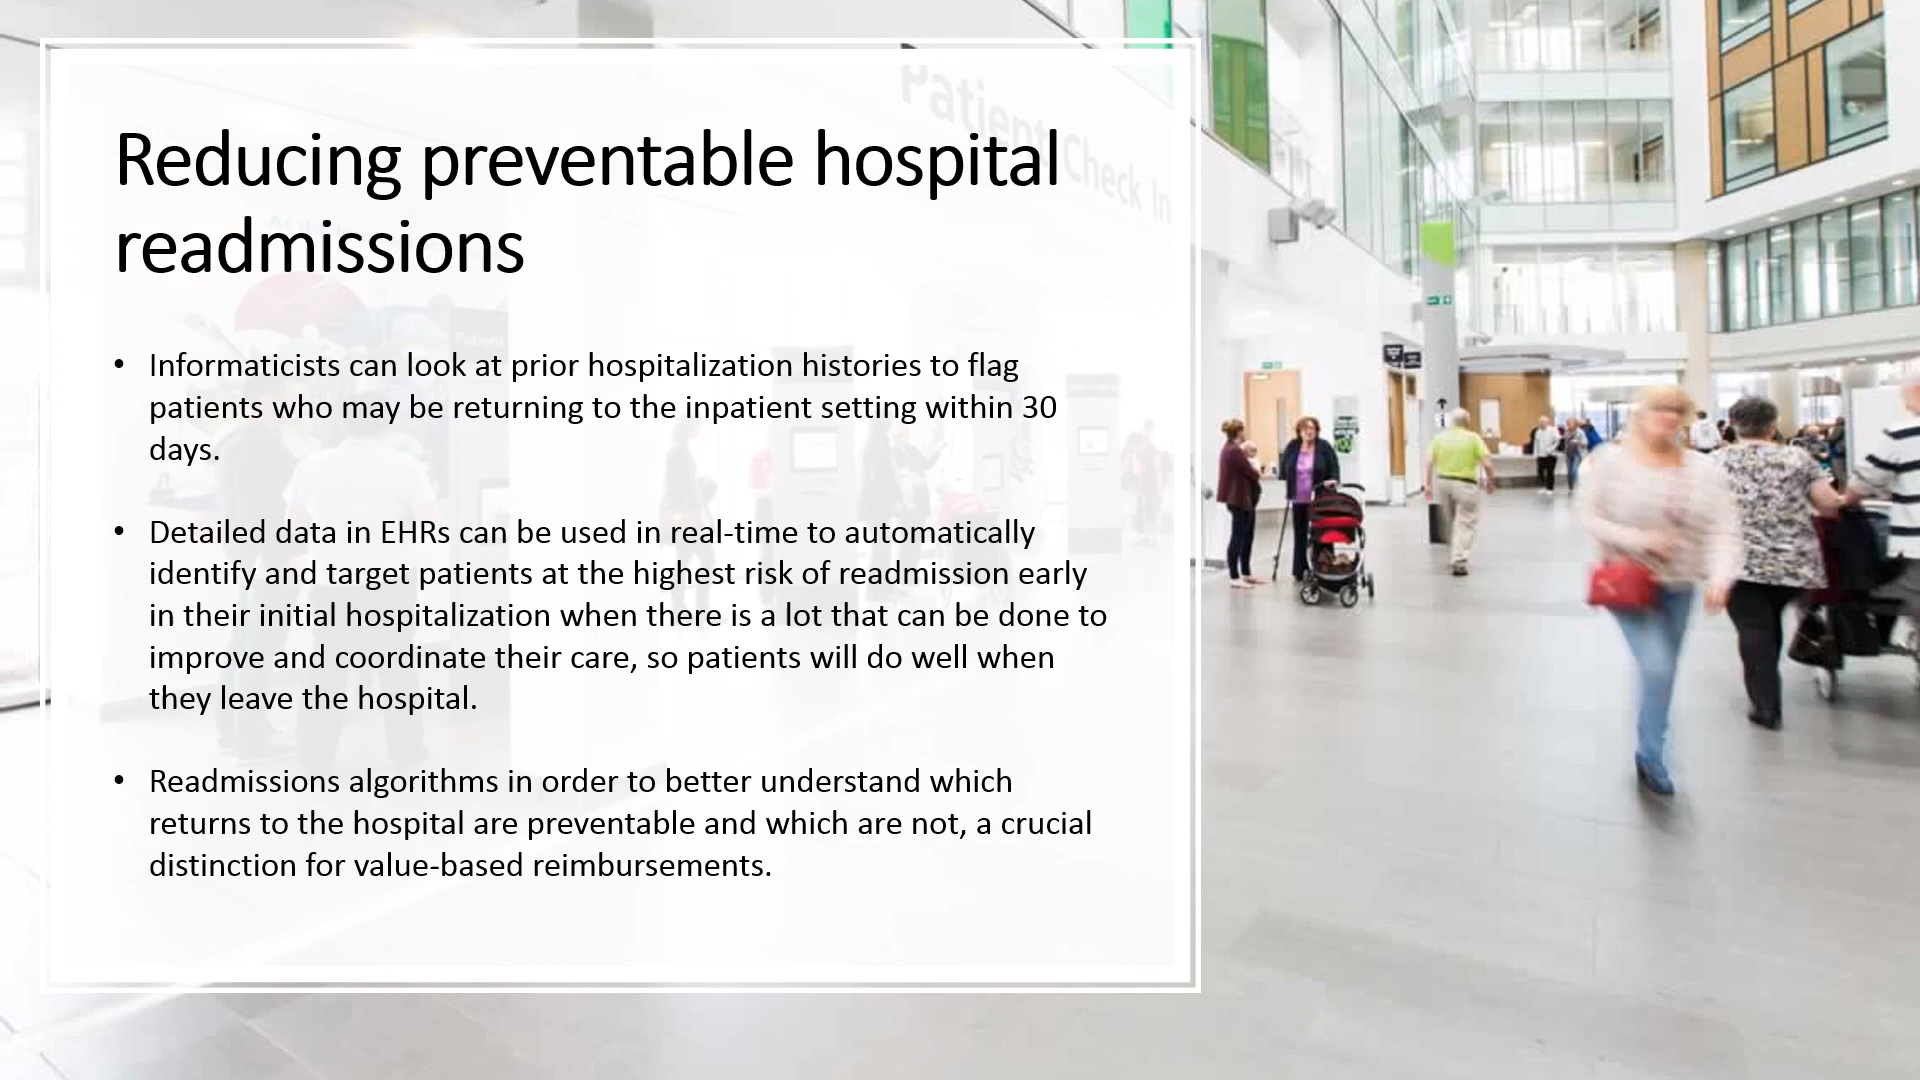 Reducing preventable hospital
readmissions
• Informaticists can look at prior hospitalization histories to flag
patients who may be returning to the inpatient setting within 30
days.
• Detailed data in EHRs can be used in real-time to automatically
identify and target patients at the highest risk of readmission early
in their initial hospitalization when there is a lot that can be done to
improve and coordinate their care, so patients will do well when
they leave the hospital.
• Readmissions algorithms in order to better understand which
returns to the hospital are preventable and which are not, a crucial
distinction for value-based reimbursements.
Patient Check In
Patient